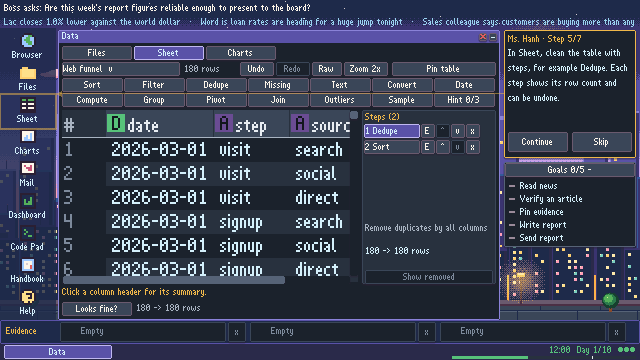 Boss asks: Are this week's report figures reliable enough to present to the board?
Lac closes 1.0% lower against the world dollar · Word is loan rates are heading for a huge jump tonight · Sales colleague says customers are buying more than any
Browser
Files
Sheet
Charts
Mail
Dashboard
Code Pad
Handbook
Help
Data
Files
Sheet
Charts
Web funnel v
180 rows
Undo
Redo
Raw
Zoom 2x
Pin table
Sort
Filter
Dedupe
Missing
Text
Convert
Date
Compute
Group
Pivot
Join
Outliers
Sample
Hint 0/3
# D date A step A sourc
1 2026-03-01 visit search
2 2026-03-01 visit social
3 2026-03-01 visit direct
4 2026-03-01 signup search
5 2026-03-01 signup social
6 2026-03-01 signup direct
Steps (2)
1 Dedupe E ^ v x
2 Sort E ^ v x
Remove duplicates by all columns
180 -> 180 rows
Show removed
Click a column header for its summary.
Looks fine? 180 -> 180 rows
Ms. Hanh · Step 5/7
In Sheet, clean the table with
steps, for example Dedupe. Each
step shows its row count and
can be undone.
Continue
Skip
Goals 0/5 -
— Read news
— Verify an article
— Pin evidence
— Write report
— Send report
Evidence Empty x Empty x Empty x
Data
12:00 Day 1/10